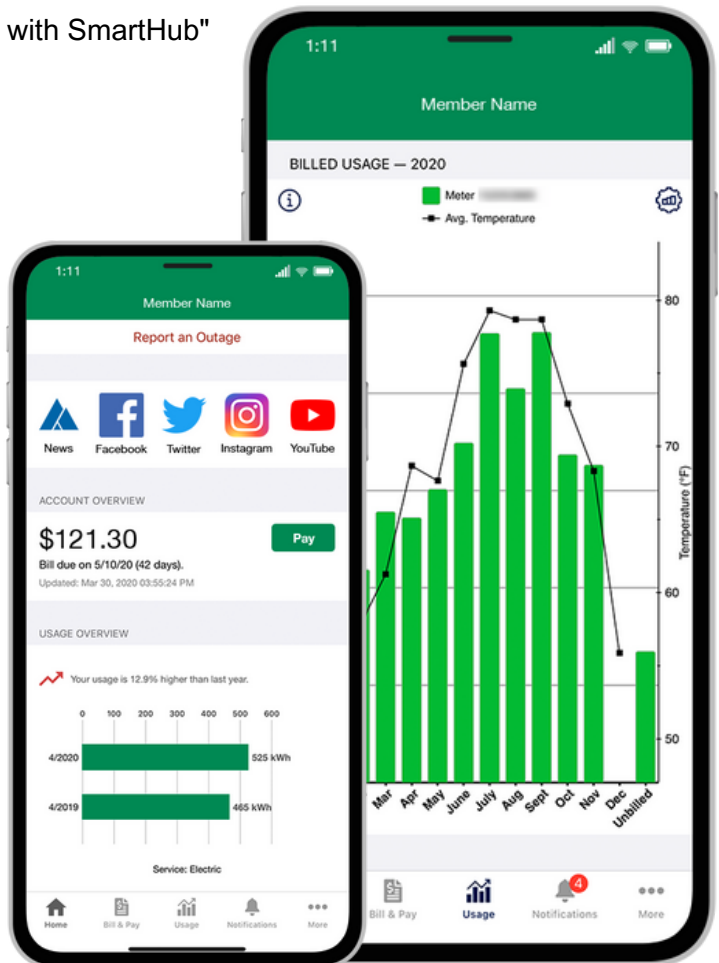 with SmartHub"
1:11
Member Name
BILLED USAGE — 2020
Meter
Avg. Temperature
80
70
60
50
Temperature (°F)
Mar Apr May June July Aug Sept Oct Nov Dec Unbilled
Bill & Pay Usage 4 Notifications More
1:11
Member Name
Report an Outage
News Facebook Twitter Instagram YouTube
ACCOUNT OVERVIEW
$121.30 Pay
Bill due on 5/10/20 (42 days).
Updated: Mar 30, 2020 03:55:24 PM
USAGE OVERVIEW
Your usage is 12.9% higher than last year.
0 100 200 300 400 500 600
4/2020 525 kWh
4/2019 465 kWh
Service: Electric
Home Bill & Pay Usage Notifications More